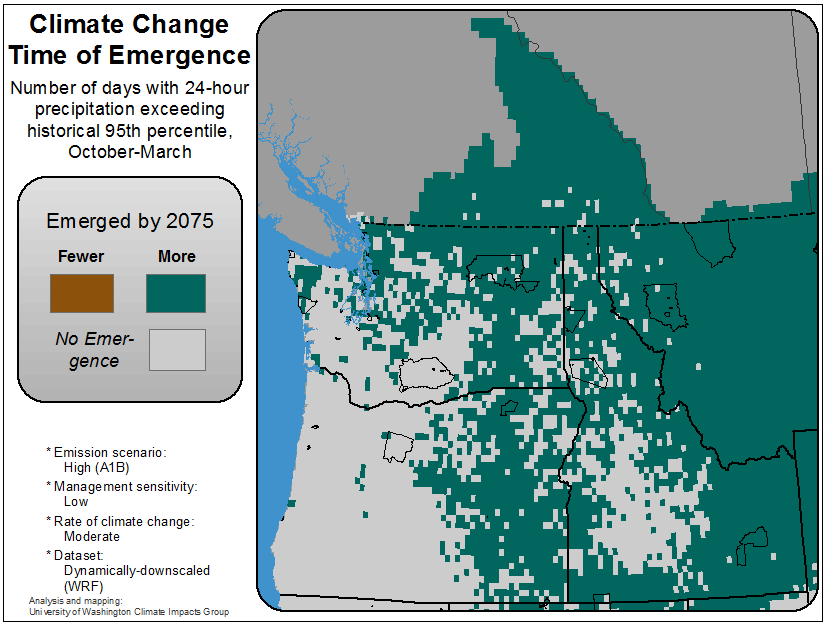 Climate Change
Time of Emergence
Number of days with 24-hour
precipitation exceeding
historical 95th percentile,
October-March
Emerged by 2075
Fewer More
No Emer-
gence
* Emission scenario:
High (A1B)
* Management sensitivity:
Low
* Rate of climate change:
Moderate
* Dataset:
Dynamically-downscaled
(WRF)
Analysis and mapping:
University of Washington Climate Impacts Group